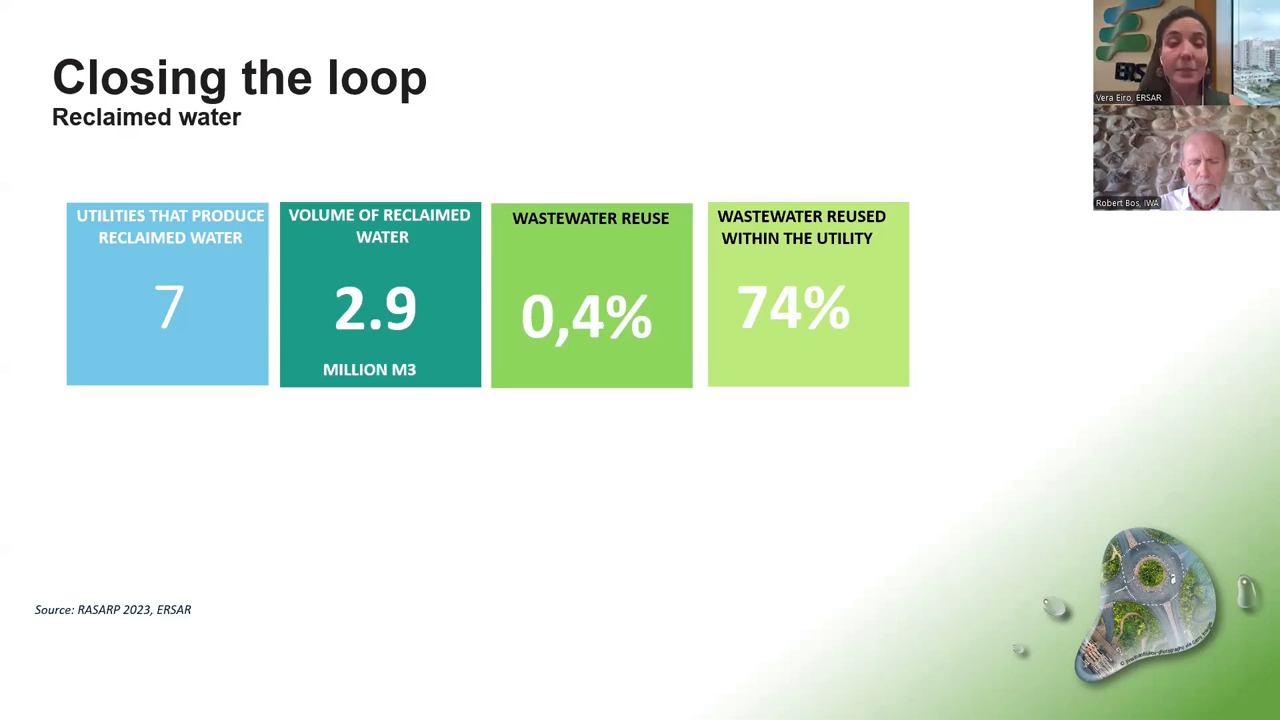 Closing the loop
Reclaimed water
UTILITIES THAT PRODUCE
RECLAIMED WATER
7
VOLUME OF RECLAIMED
WATER
2.9
MILLION M3
WASTEWATER REUSE
0,4%
WASTEWATER REUSED
WITHIN THE UTILITY
74%
Source: RASARP 2023, ERSAR
ERS
Vera Eiro, ERSAR
Robert Bos, IWA